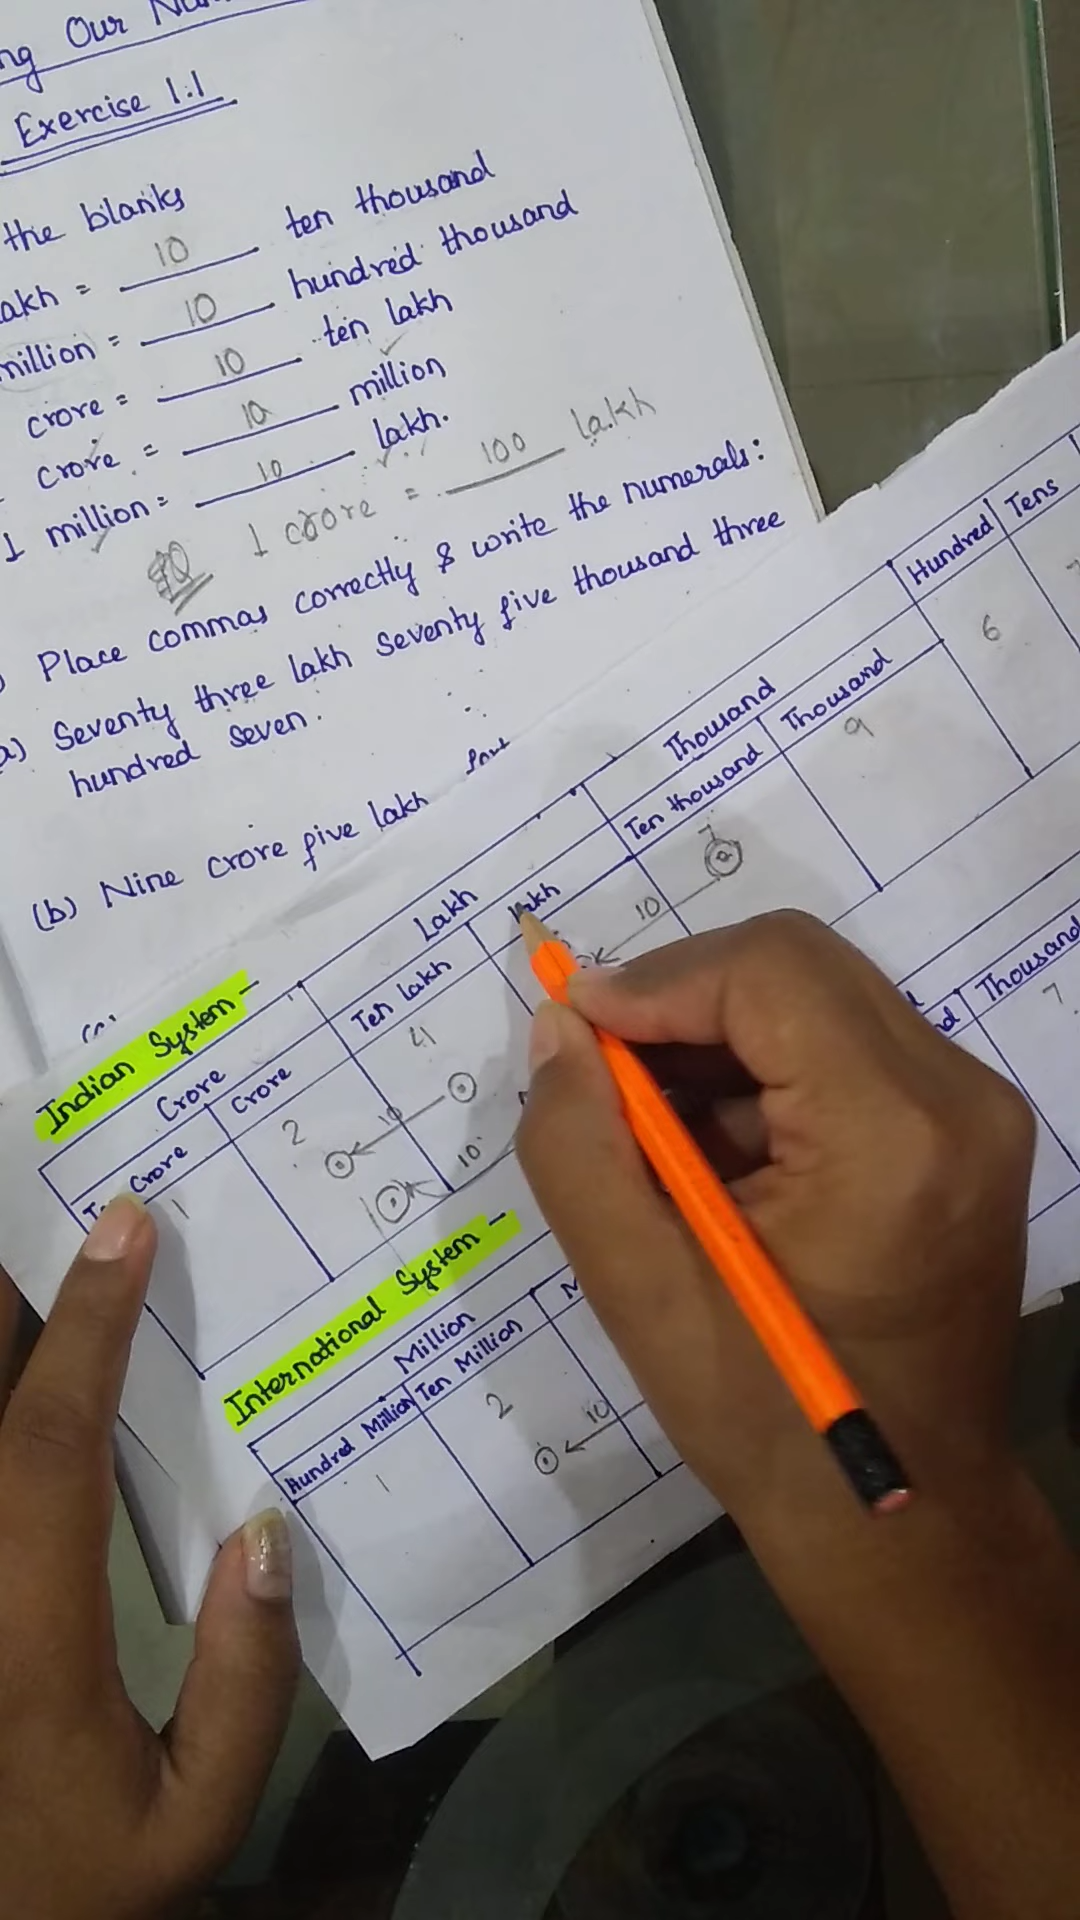 ng Our
Exercise 1.1
the blanks
akh = 10 ten thousand
million = 10 hundred thousand
crore = 10 ten lakh
crore = 10 million
1 million = 10 lakh.
1 crore = 100 lakh
Place commas correctly & write the numerals:
a) Seventy three lakh seventy five thousand three
hundred seven.
(b) Nine crore five lakh
Indian System -
Crore Lakh Thousand
Crore Crore Ten lakh lakh Ten thousand Thousand Hundred Tens
1 2 4 7 9 6
10 10
10
International System -
Million
Hundred Million Ten Million Thousand
1 2 7
10